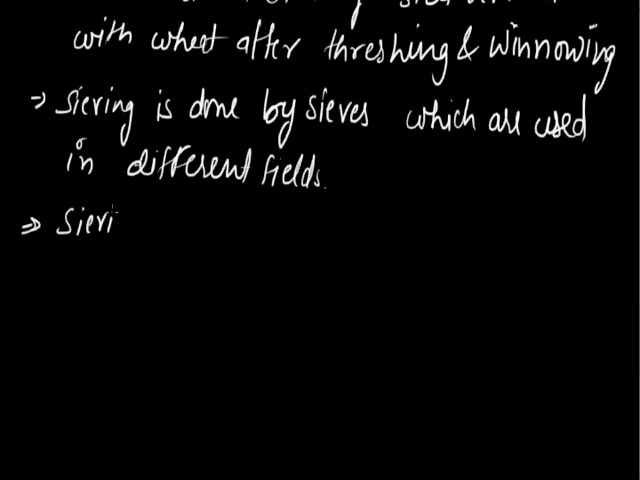 with wheat after threshing & winnowing
⇒ Sieving is done by sieves which are used
in different fields.
⇒ Sievi